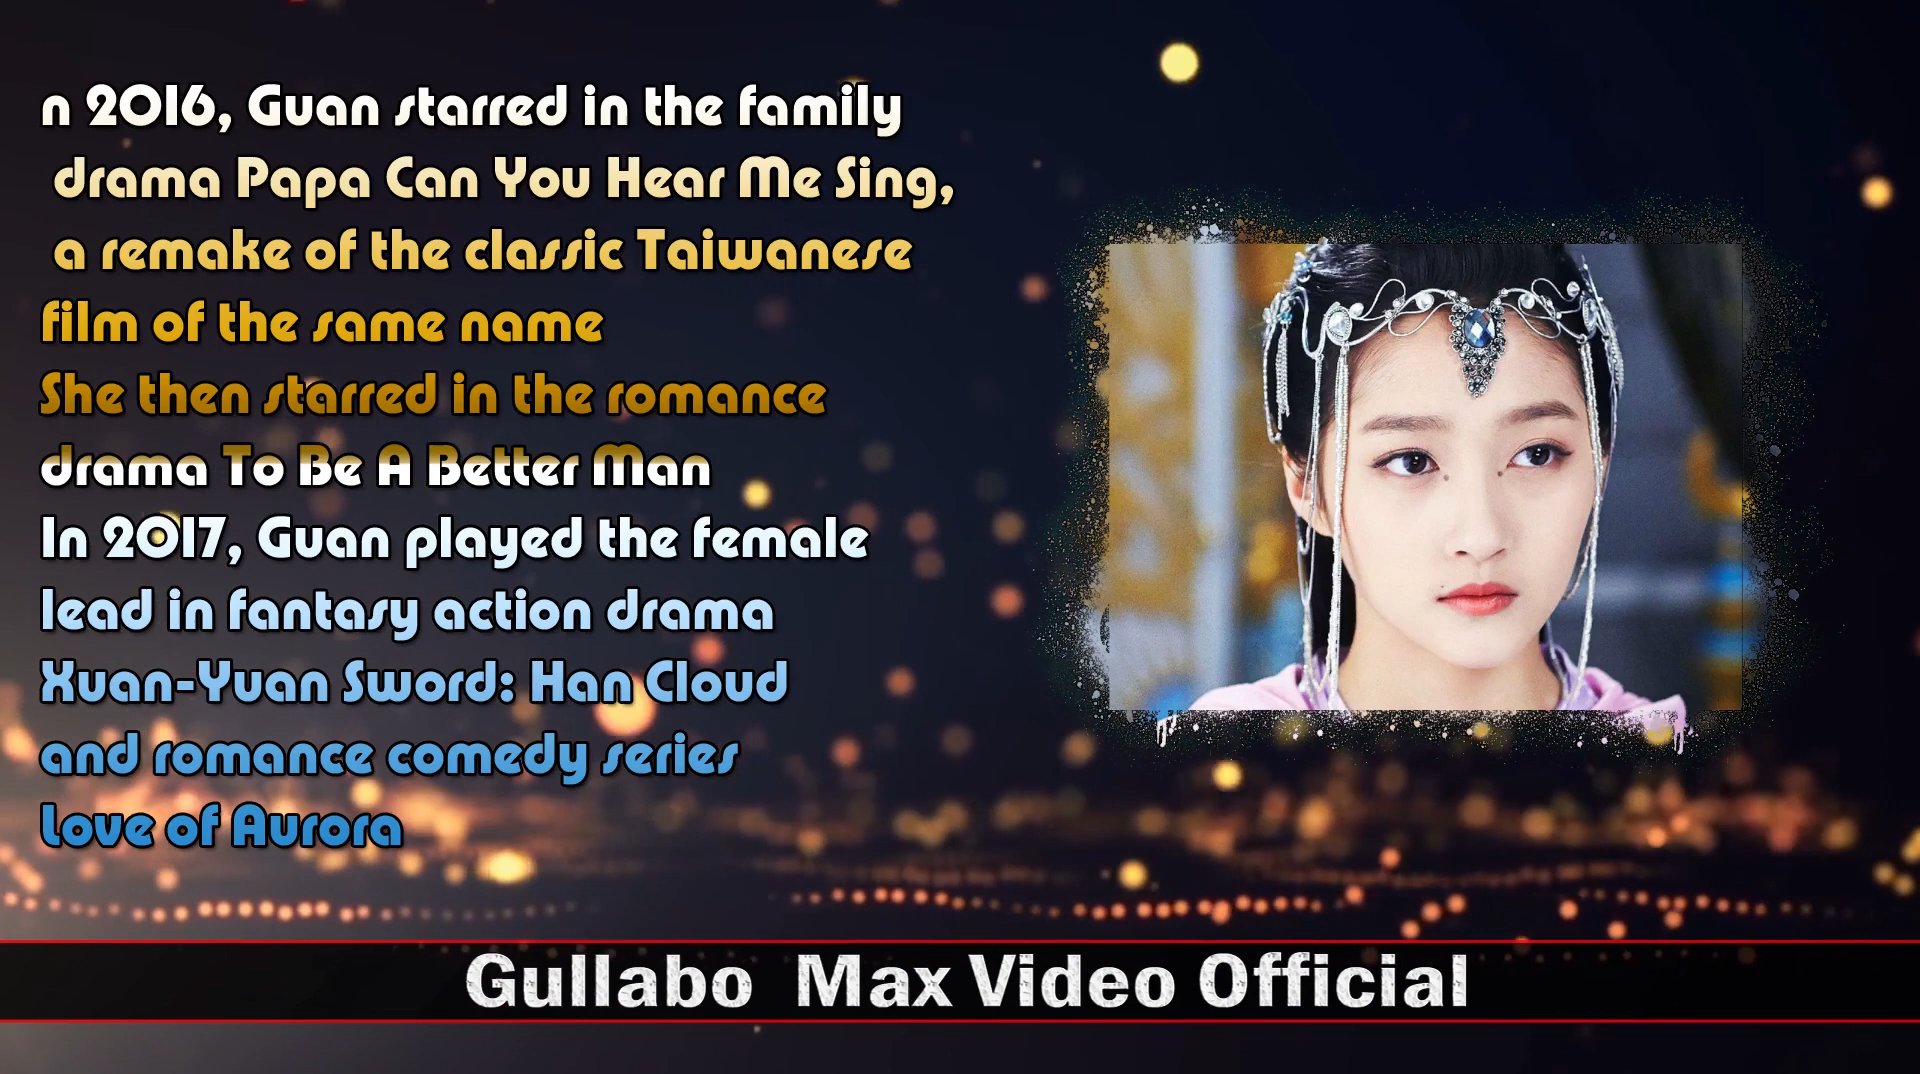 n 2016, Guan starred in the family
drama Papa Can You Hear Me Sing,
a remake of the classic Taiwanese
film of the same name
She then starred in the romance
drama To Be A Better Man
In 2017, Guan played the female
lead in fantasy action drama
Xuan-Yuan Sword: Han Cloud
and romance comedy series
Love of Aurora
Gullabo Max Video Official